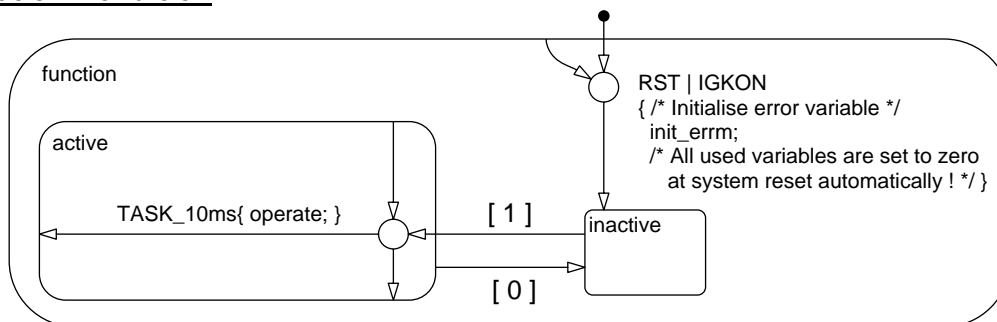 function
RST | IGKON
{ /* Initialise error variable */
init_errm;
/* All used variables are set to zero
at system reset automatically ! */ }
active
TASK_10ms{ operate; }
[ 1 ]
inactive
[ 0 ]